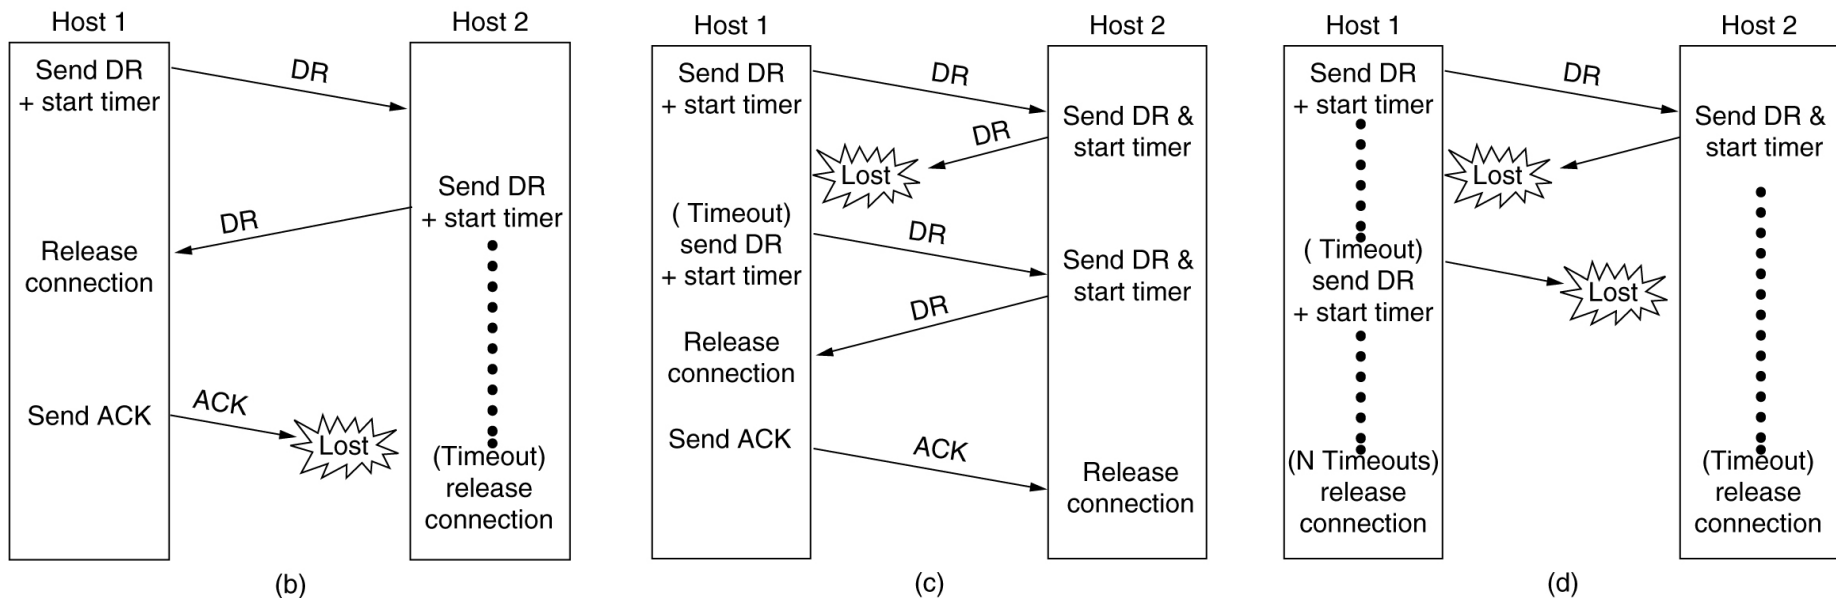 Host 1
Host 2
Send DR
+ start timer
DR
Send DR
+ start timer
DR
Release
connection
Send ACK
ACK
Lost
(Timeout)
release
connection
(b)
Host 1
Host 2
Send DR
+ start timer
DR
Send DR &
start timer
DR
Lost
( Timeout)
send DR
+ start timer
DR
Send DR &
start timer
DR
Release
connection
Send ACK
ACK
Release
connection
(c)
Host 1
Host 2
Send DR
+ start timer
DR
Send DR &
start timer
Lost
( Timeout)
send DR
+ start timer
Lost
(N Timeouts)
release
connection
(Timeout)
release
connection
(d)